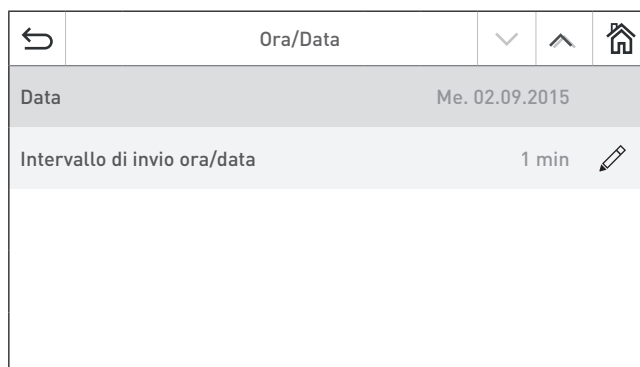 Ora/Data
Data Me. 02.09.2015
Intervallo di invio ora/data 1 min